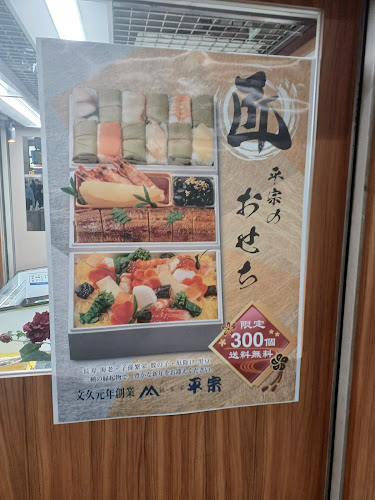 匠
平宗の
おせち
限定
300個
送料無料
文久元年創業
平宗